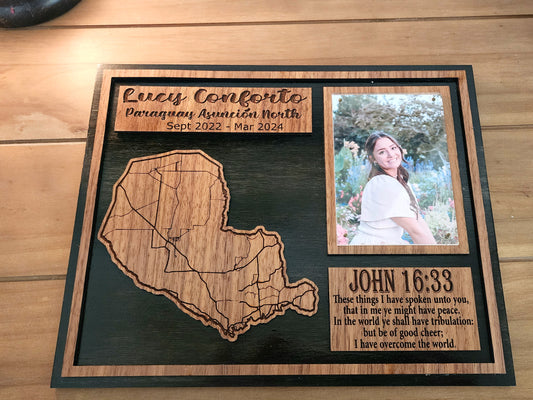 Lucy Conforto
Paraguay Asunción North
Sept 2022 - Mar 2024
JOHN 16:33
These things I have spoken unto you,
that in me ye might have peace.
In the world ye shall have tribulation:
but be of good cheer;
I have overcome the world.